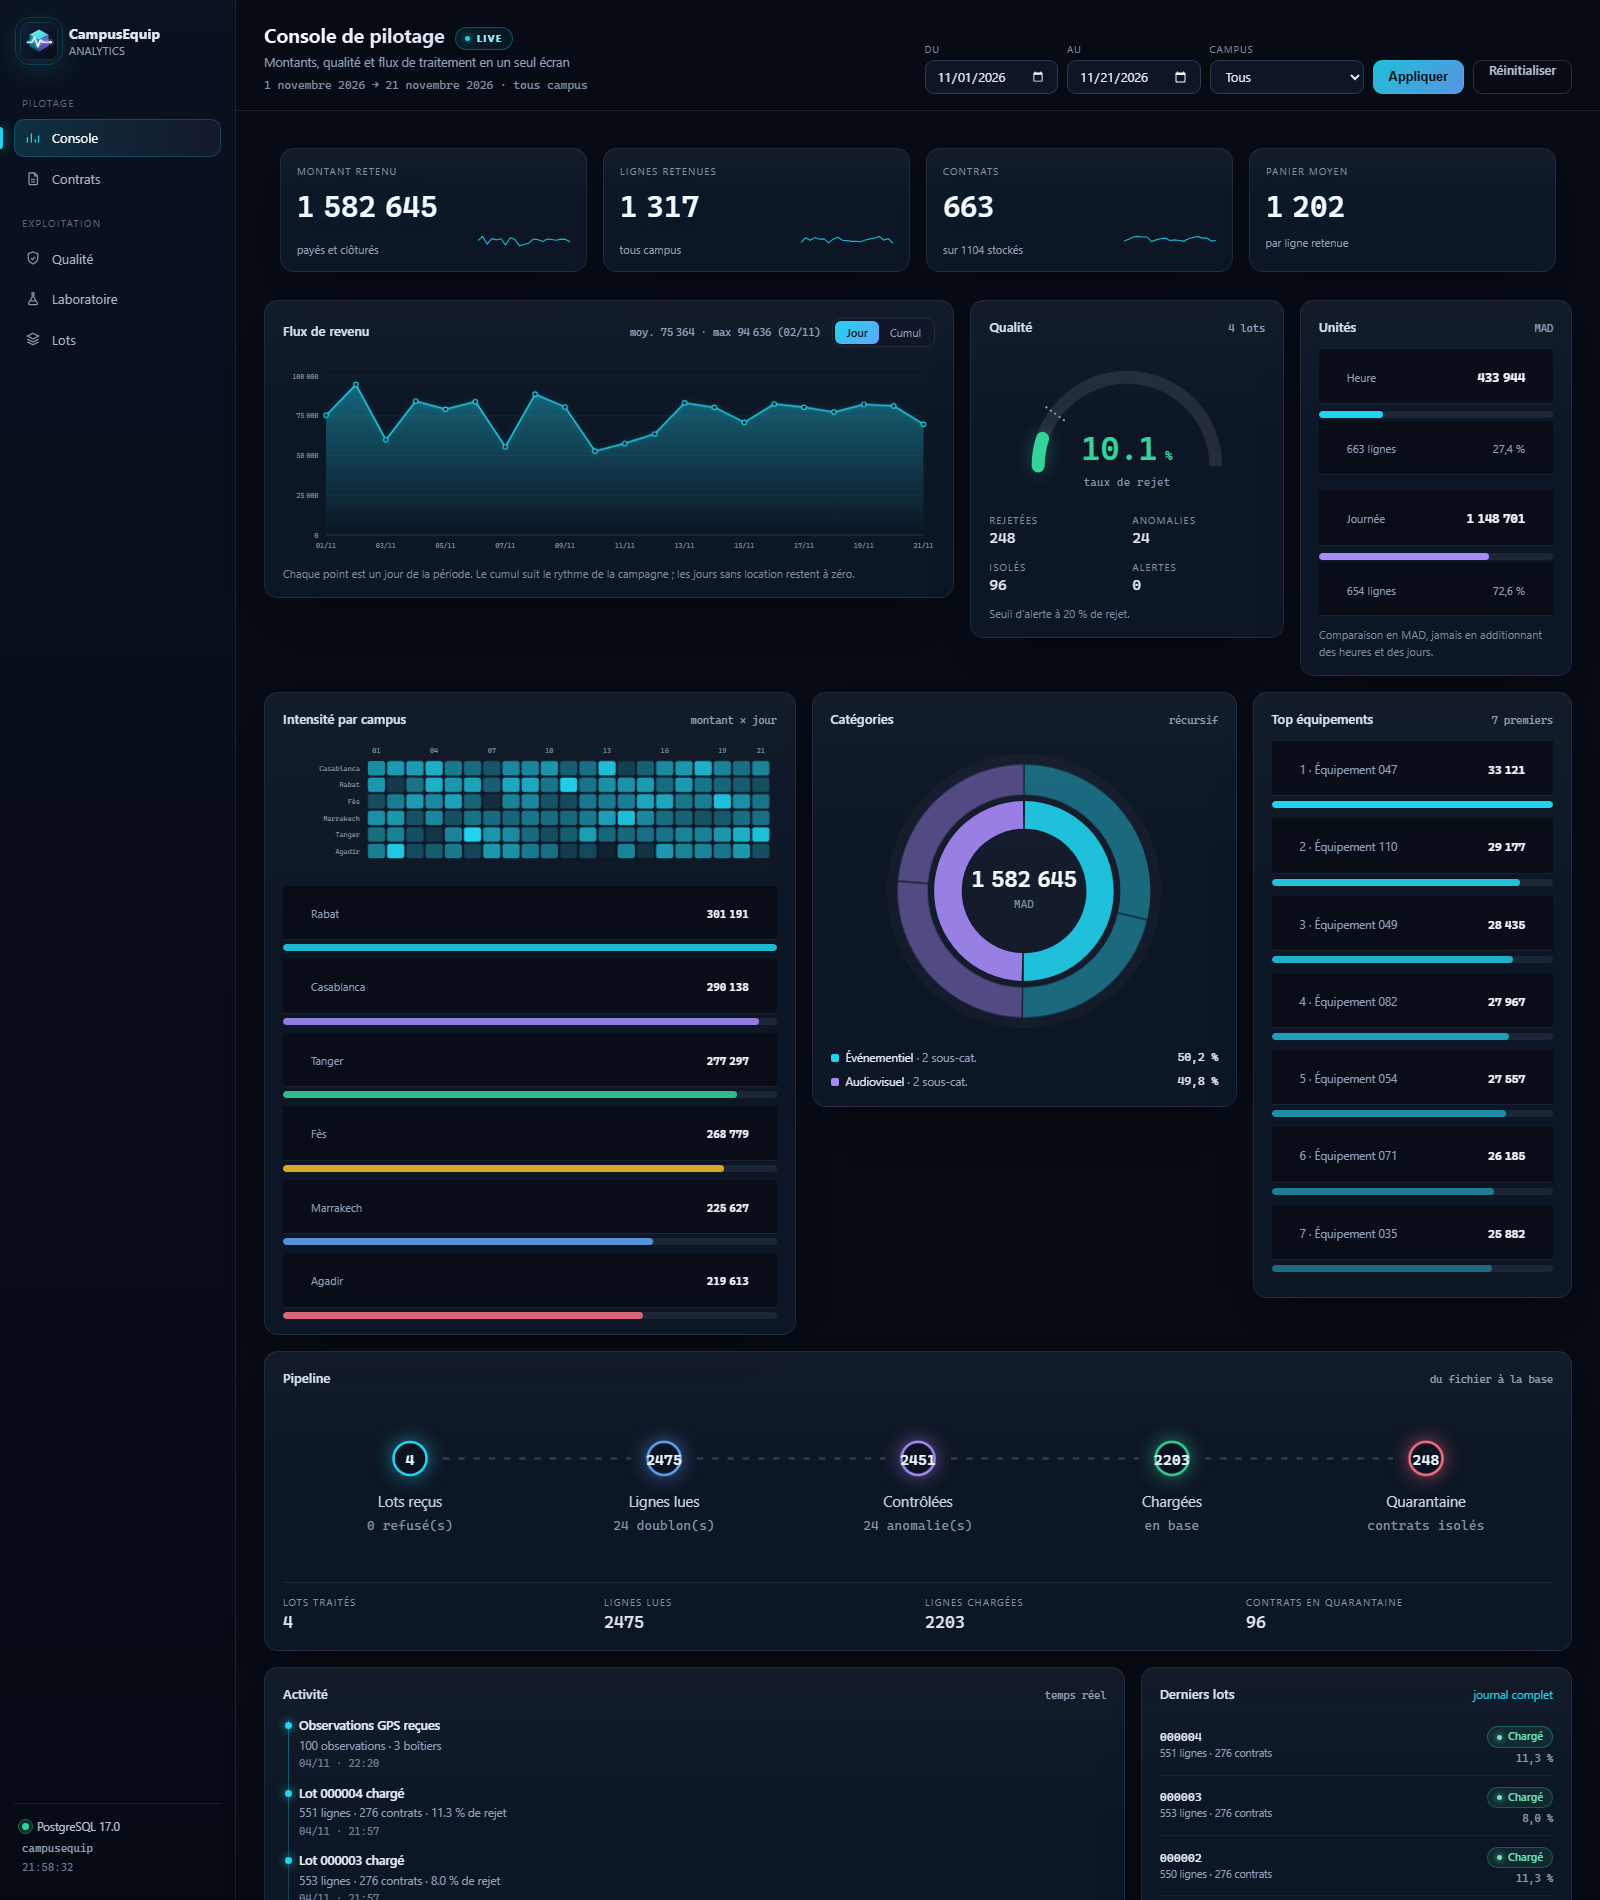 CampusEquip
ANALYTICS
PILOTAGE
Console
Contrats
EXPLOITATION
Qualité
Laboratoire
Lots
PostgreSQL 17.0
campusequip
21:58:32
Console de pilotage
LIVE
Montants, qualité et flux de traitement en un seul écran
1 novembre 2026 → 21 novembre 2026 · tous campus
DU
11/01/2026
AU
11/21/2026
CAMPUS
Tous
Appliquer
Réinitialiser
MONTANT RETENU
1 582 645
payés et clôturés
LIGNES RETENUES
1 317
tous campus
CONTRATS
663
sur 1104 stockés
PANIER MOYEN
1 202
par ligne retenue
Flux de revenu
moy. 75 364 · max 94 636 (02/11)
Jour
Cumul
100 000
75 000
50 000
25 000
0
01/11 03/11 05/11 07/11 09/11 11/11 13/11 15/11 17/11 19/11 21/11
Chaque point est un jour de la période. Le cumul suit le rythme de la campagne ; les jours sans location restent à zéro.
Qualité
4 lots
10.1 %
taux de rejet
REJETÉES
248
ANOMALIES
24
ISOLÉS
96
ALERTES
0
Seuil d'alerte à 20 % de rejet.
Unités
MAD
Heure
433 944
663 lignes
27,4 %
Journée
1 148 701
654 lignes
72,6 %
Comparaison en MAD, jamais en additionnant
des heures et des jours.
Intensité par campus
montant × jour
01 04 07 10 13 16 19 21
Casablanca
Rabat
Fès
Marrakech
Tanger
Agadir
Rabat
301 191
Casablanca
290 138
Tanger
277 297
Fès
268 779
Marrakech
225 627
Agadir
219 613
Catégories
récursif
1 582 645
MAD
Événementiel · 2 sous-cat.
50,2 %
Audiovisuel · 2 sous-cat.
49,8 %
Top équipements
7 premiers
1 · Équipement 047
33 121
2 · Équipement 110
29 177
3 · Équipement 049
28 435
4 · Équipement 082
27 967
5 · Équipement 054
27 557
6 · Équipement 071
26 185
7 · Équipement 035
25 882
Pipeline
du fichier à la base
4
Lots reçus
0 refusé(s)
2475
Lignes lues
24 doublon(s)
2451
Contrôlées
24 anomalie(s)
2203
Chargées
en base
248
Quarantaine
contrats isolés
LOTS TRAITÉS
4
LIGNES LUES
2475
LIGNES CHARGÉES
2203
CONTRATS EN QUARANTAINE
96
Activité
temps réel
Observations GPS reçues
100 observations · 3 boîtiers
04/11 · 22:20
Lot 000004 chargé
551 lignes · 276 contrats · 11.3 % de rejet
04/11 · 21:57
Lot 000003 chargé
553 lignes · 276 contrats · 8.0 % de rejet
04/11 · 21:57
Derniers lots
journal complet
000004
551 lignes · 276 contrats
Chargé
11,3 %
000003
553 lignes · 276 contrats
Chargé
8,0 %
000002
550 lignes · 276 contrats
Chargé
11,3 %